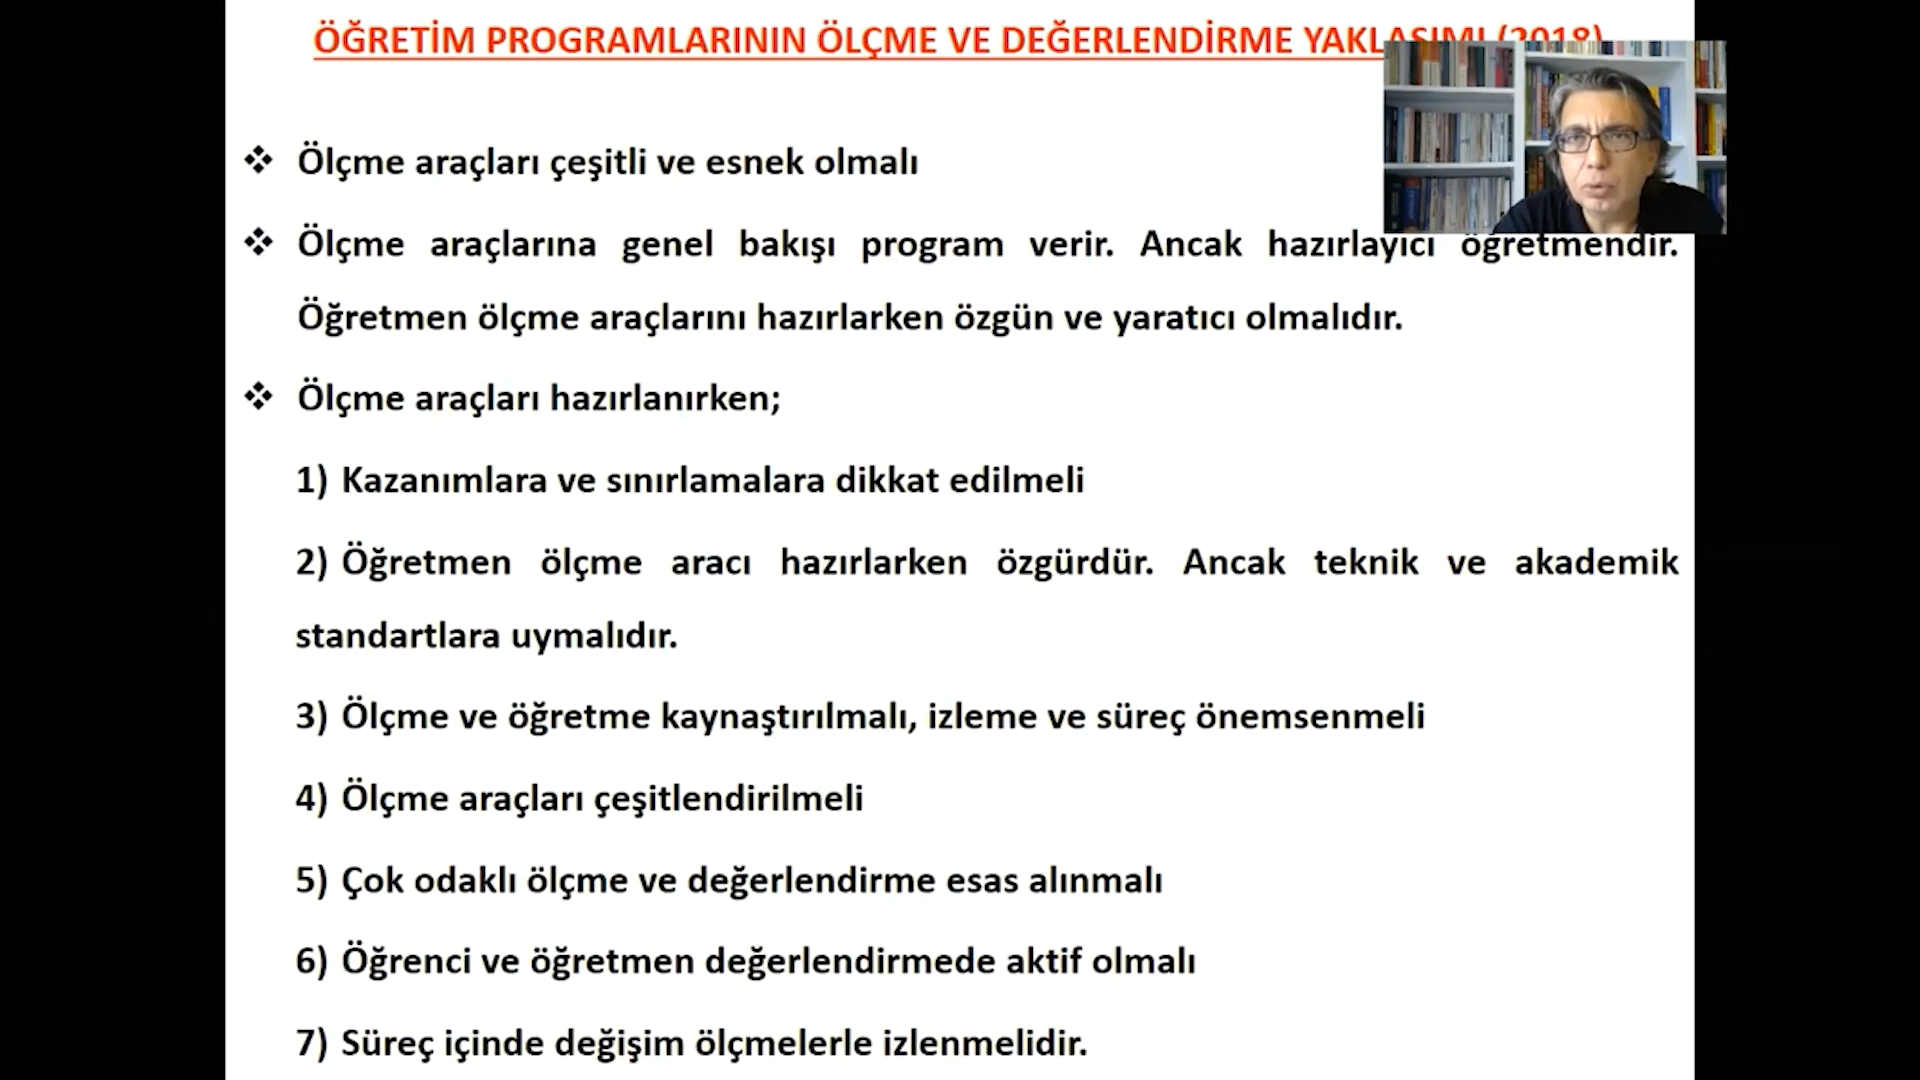 ÖĞRETİM PROGRAMLARININ ÖLÇME VE DEĞERLENDİRME YAKLAŞIMI (2018)
❖ Ölçme araçları çeşitli ve esnek olmalı
❖ Ölçme araçlarına genel bakışı program verir. Ancak hazırlayıcı öğretmendir.
Öğretmen ölçme araçlarını hazırlarken özgün ve yaratıcı olmalıdır.
❖ Ölçme araçları hazırlanırken;
1) Kazanımlara ve sınırlamalara dikkat edilmeli
2) Öğretmen ölçme aracı hazırlarken özgürdür. Ancak teknik ve akademik
standartlara uymalıdır.
3) Ölçme ve öğretme kaynaştırılmalı, izleme ve süreç önemsenmeli
4) Ölçme araçları çeşitlendirilmeli
5) Çok odaklı ölçme ve değerlendirme esas alınmalı
6) Öğrenci ve öğretmen değerlendirmede aktif olmalı
7) Süreç içinde değişim ölçmelerle izlenmelidir.